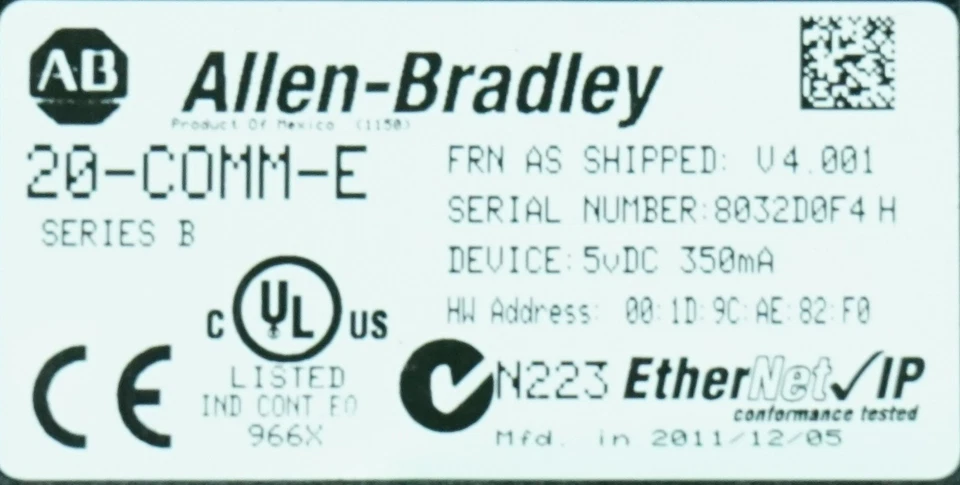 AB Allen-Bradley
Product Of Mexico (1150)
20-COMM-E
SERIES B
FRN AS SHIPPED: V4.001
SERIAL NUMBER:8032D0F4 H
DEVICE:5vDC 350mA
HW Address: 00:1D:9C:AE:82:F0
C UL US
LISTED
IND CONT EQ
966X
CE
N223
EtherNet/IP
conformance tested
Mfd. in 2011/12/05